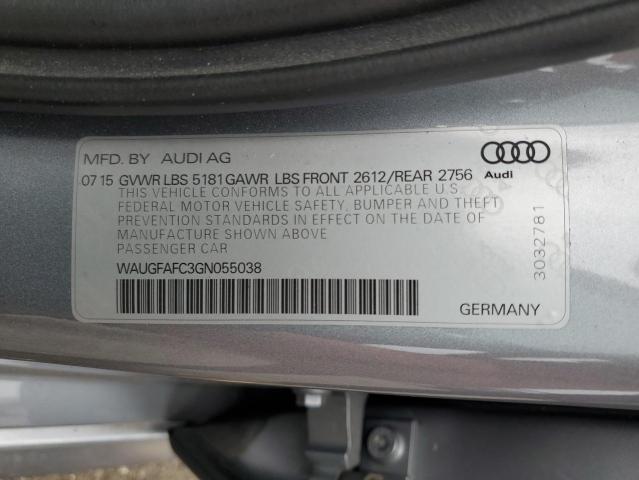 MFD. BY AUDI AG
07 15 GVWR LBS 5181 GAWR LBS FRONT 2612/REAR 2756
THIS VEHICLE CONFORMS TO ALL APPLICABLE U.S.
FEDERAL MOTOR VEHICLE SAFETY, BUMPER AND THEFT
PREVENTION STANDARDS IN EFFECT ON THE DATE OF
MANUFACTURE SHOWN ABOVE
PASSENGER CAR
WAUGFAFC3GN055038
GERMANY
Audi
3032781